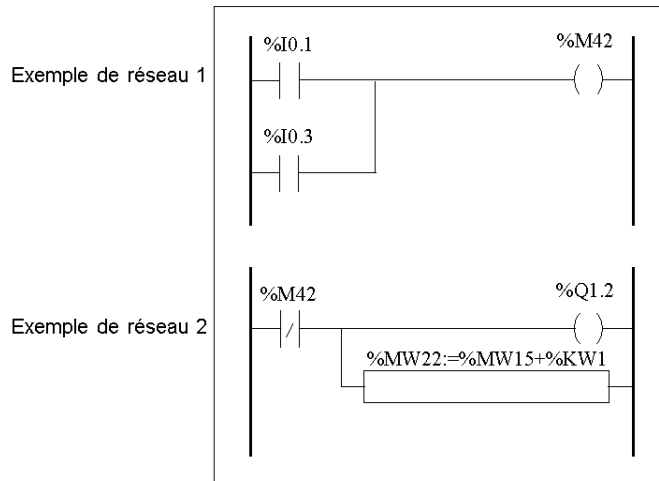 %I0.1
%M42
Exemple de réseau 1
%I0.3
%M42
%Q1.2
Exemple de réseau 2
/
%MW22:=%MW15+%KW1